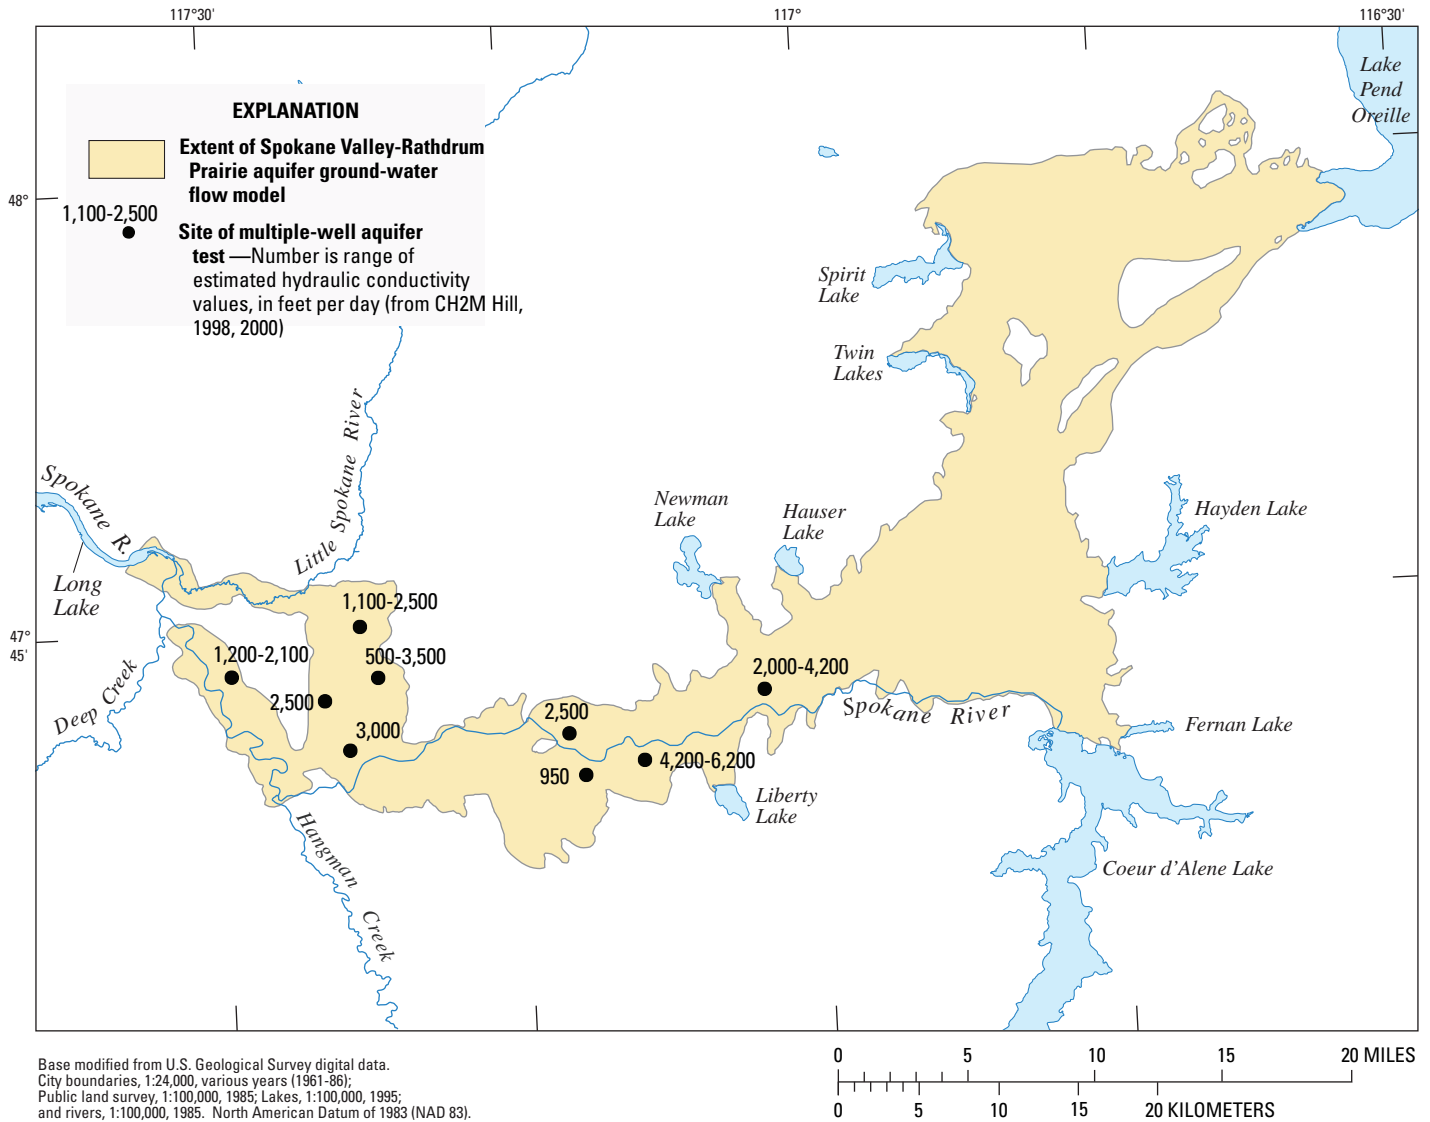 117°30'
117°
116°30'
Lake
Pend
Oreille
EXPLANATION
Extent of Spokane Valley-Rathdrum
Prairie aquifer ground-water
flow model
48°
1,100-2,500
Site of multiple-well aquifer
test —Number is range of
estimated hydraulic conductivity
values, in feet per day (from CH2M Hill,
1998, 2000)
Spirit
Lake
Twin
Lakes
Little Spokane River
Spokane R.
Newman
Lake
Hauser
Lake
Hayden Lake
Long
Lake
1,100-2,500
47°
45'
1,200-2,100
500-3,500
2,000-4,200
2,500
Deep Creek
2,500
Spokane River
3,000
Fernan Lake
950
4,200-6,200
Liberty
Lake
Hangman Creek
Coeur d'Alene Lake
Base modified from U.S. Geological Survey digital data.
City boundaries, 1:24,000, various years (1961-86);
Public land survey, 1:100,000, 1985; Lakes, 1:100,000, 1995;
and rivers, 1:100,000, 1985. North American Datum of 1983 (NAD 83).
0 5 10 15 20 MILES
0 5 10 15 20 KILOMETERS